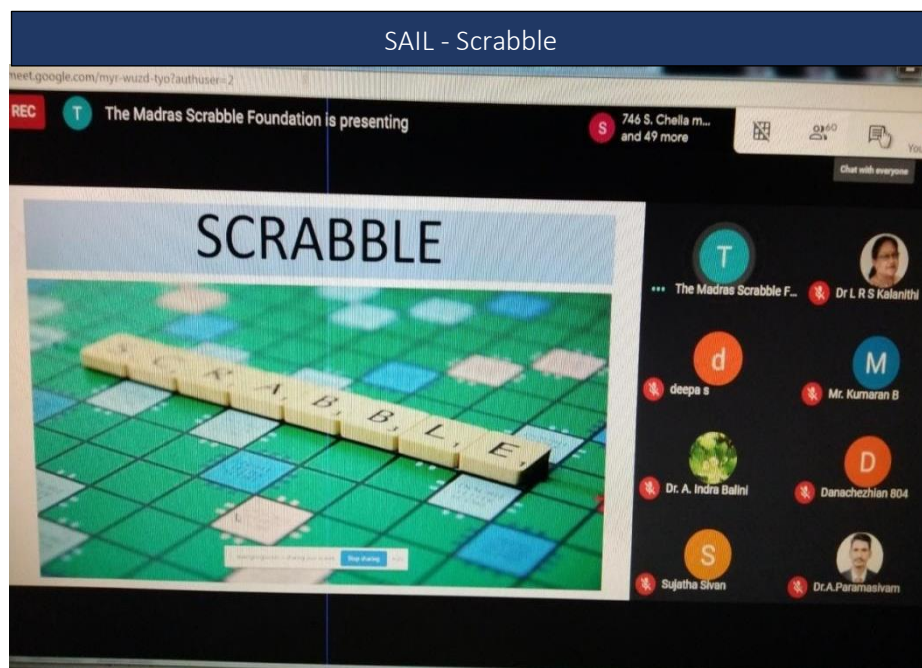 SAIL - Scrabble
meet.google.com/myr-wuzd-tyo?authuser=2
REC
T
The Madras Scrabble Foundation is presenting
S
746 S. Chella m...
and 49 more
60
You
Chat with everyone
SCRABBLE
SCRABBLE
Stop sharing
T
The Madras Scrabble F...
Dr L R S Kalanithi
d
deepa s
M
Mr. Kumaran B
Dr. A. Indra Balini
D
Danachezhian 804
S
Sujatha Sivan
Dr.A.Paramasivam